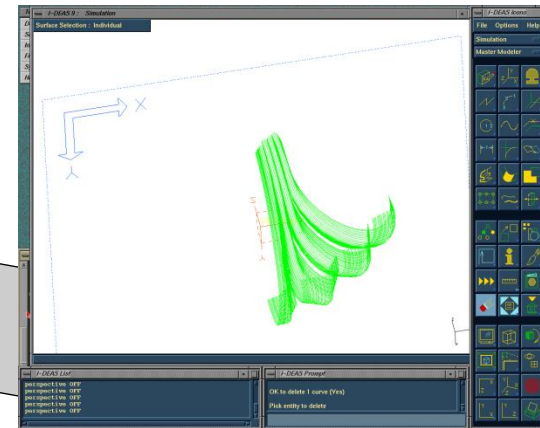 I-DEAS 8 : Simulation
Surface Selection : Individual
X
Y
I-DEAS Icons
File Options Help
Simulation
Master Modeler
I-DEAS List
perspective OFF
perspective OFF
perspective OFF
perspective OFF
perspective OFF
I-DEAS Prompt
OK to delete 1 curve (Yes)
Pick entity to delete